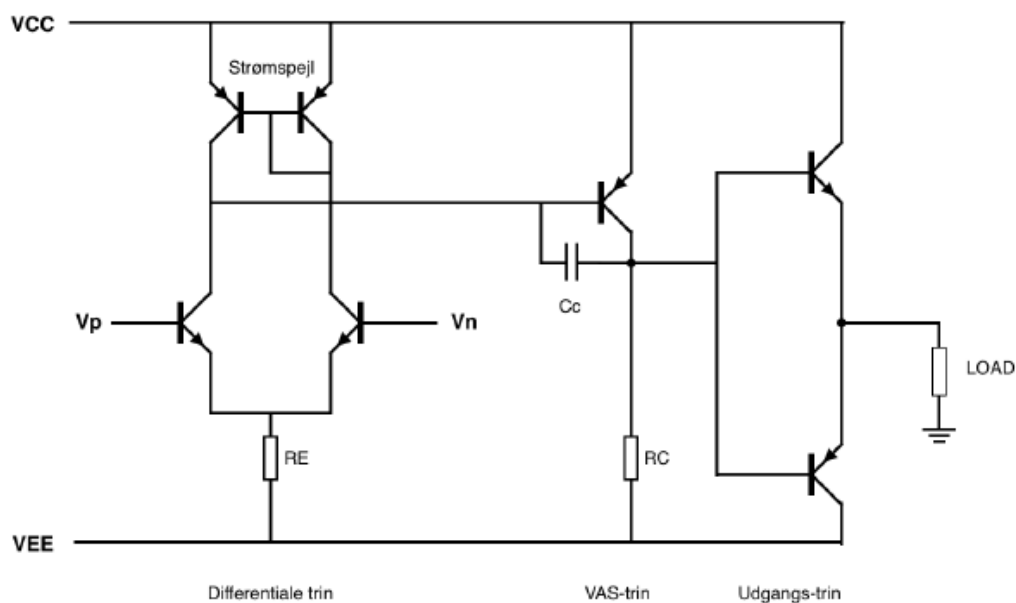 VCC
Strømspejl
Cc
Vp
Vn
LOAD
RE
RC
VEE
Differentiale trin
VAS-trin
Udgangs-trin